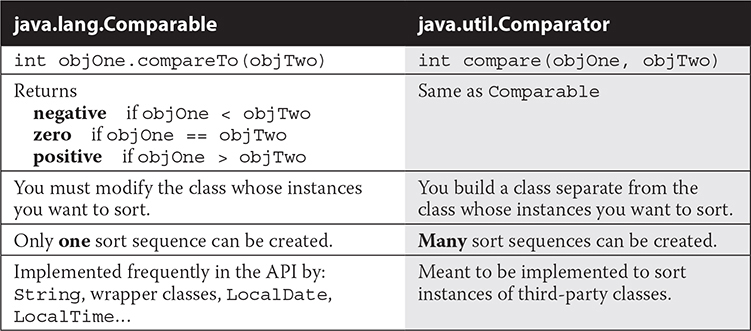 java.lang.Comparable
java.util.Comparator
int objOne.compareTo(objTwo)
int compare(objOne, objTwo)
Returns
negative if objOne < objTwo
zero if objOne == objTwo
positive if objOne > objTwo
Same as Comparable
You must modify the class whose instances
you want to sort.
You build a class separate from the
class whose instances you want to sort.
Only one sort sequence can be created.
Many sort sequences can be created.
Implemented frequently in the API by:
String, wrapper classes, LocalDate,
LocalTime...
Meant to be implemented to sort
instances of third-party classes.